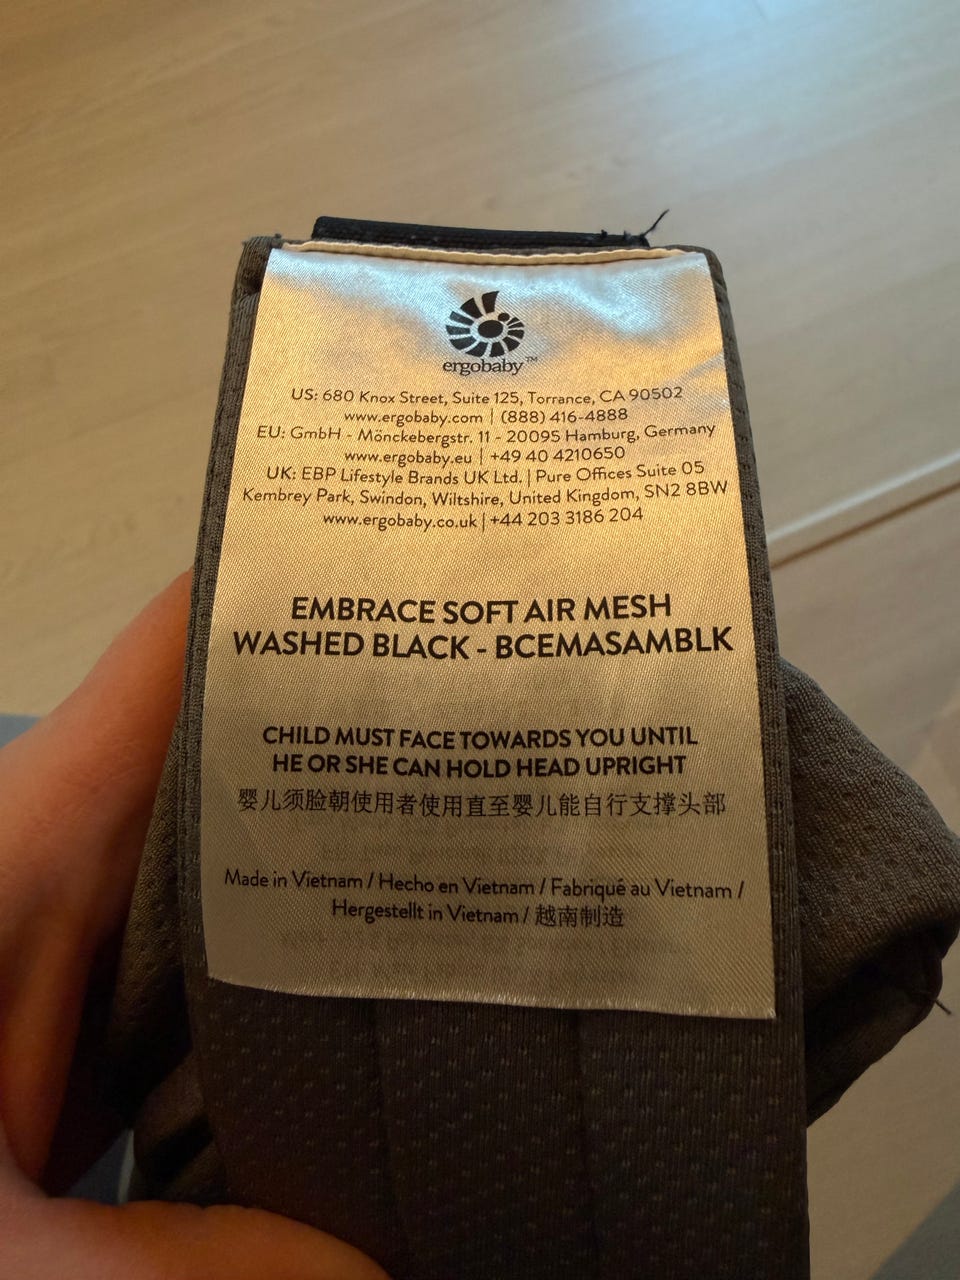 ergobaby™
US: 680 Knox Street, Suite 125, Torrance, CA 90502
www.ergobaby.com | (888) 416-4888
EU: GmbH - Mönckebergstr. 11 - 20095 Hamburg, Germany
www.ergobaby.eu | +49 40 4210650
UK: EBP Lifestyle Brands UK Ltd. | Pure Offices Suite 05
Kembrey Park, Swindon, Wiltshire, United Kingdom, SN2 8BW
www.ergobaby.co.uk | +44 203 3186 204
EMBRACE SOFT AIR MESH
WASHED BLACK - BCEMASAMBLK
CHILD MUST FACE TOWARDS YOU UNTIL
HE OR SHE CAN HOLD HEAD UPRIGHT
婴儿须脸朝使用者使用直至婴儿能自行支撑头部
Made in Vietnam / Hecho en Vietnam / Fabriqué au Vietnam /
Hergestellt in Vietnam / 越南制造